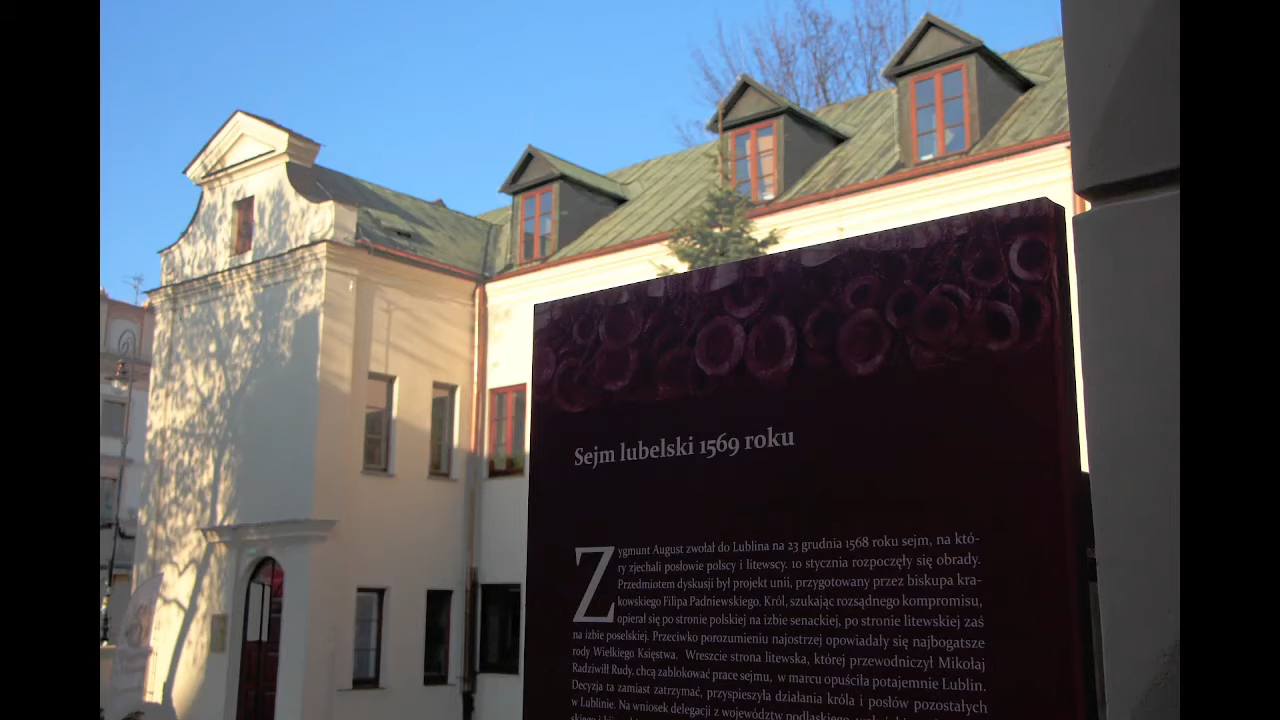 Sejm lubelski 1569 roku
Zygmunt August zwołał do Lublina na 23 grudnia 1568 roku sejm, na któ-
ry zjechali posłowie polscy i litewscy. 10 stycznia rozpoczęły się obrady.
Przedmiotem dyskusji był projekt unii, przygotowany przez biskupa kra-
kowskiego Filipa Padniewskiego. Król, szukając rozsądnego kompromisu,
opierał się po stronie polskiej na izbie senackiej, po stronie litewskiej zaś
na izbie poselskiej. Przeciwko porozumieniu najostrzej opowiadały się najbogatsze
rody Wielkiego Księstwa. Wreszcie strona litewska, której przewodniczył Mikołaj
Radziwiłł Rudy, chcą zablokować prace sejmu, w marcu opuściła potajemnie Lublin.
Decyzja ta zamiast zatrzymać, przyspieszyła działania króla i posłów pozostałych
w Lublinie. Na wniosek delegacji z województw podlaskiego,